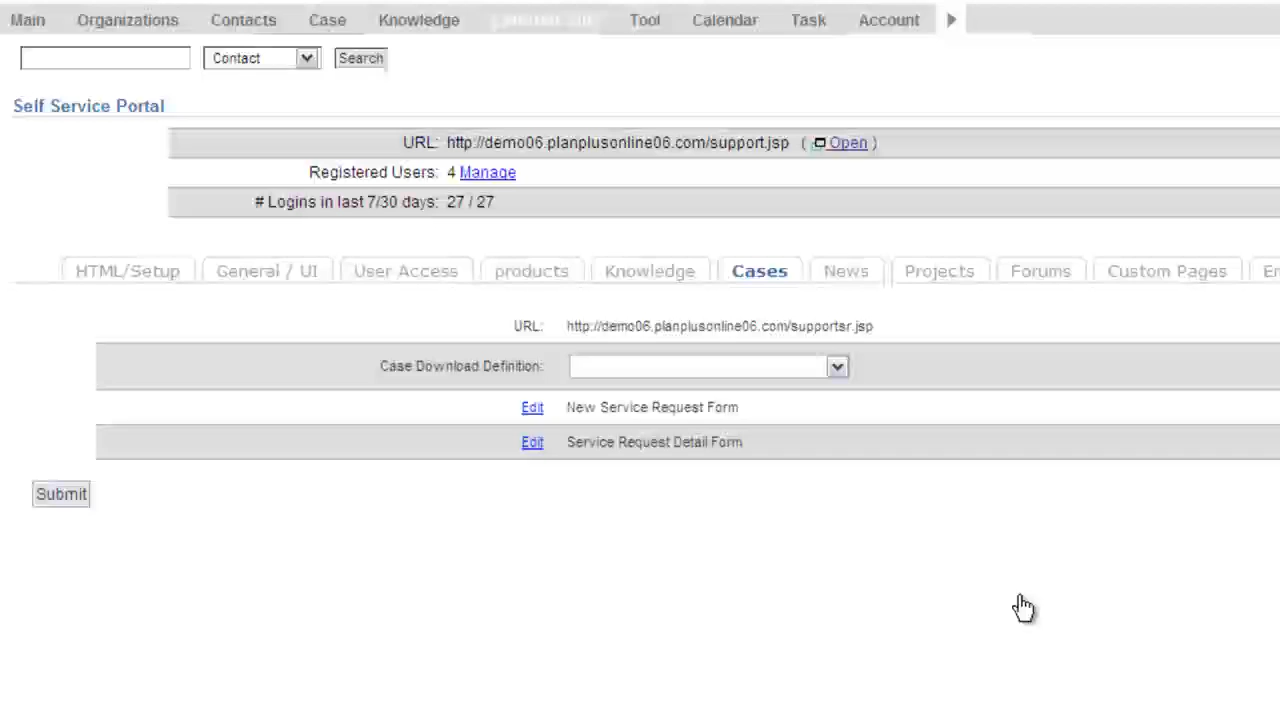 Main Organizations Contacts Case Knowledge Tool Calendar Task Account
Contact Search
Self Service Portal
URL: http://demo06.planplusonline06.com/support.jsp ( Open )
Registered Users: 4 Manage
# Logins in last 7/30 days: 27 / 27
HTML/Setup General / UI User Access products Knowledge Cases News Projects Forums Custom Pages
URL: http://demo06.planplusonline06.com/supportsr.jsp
Case Download Definition:
Edit New Service Request Form
Edit Service Request Detail Form
Submit